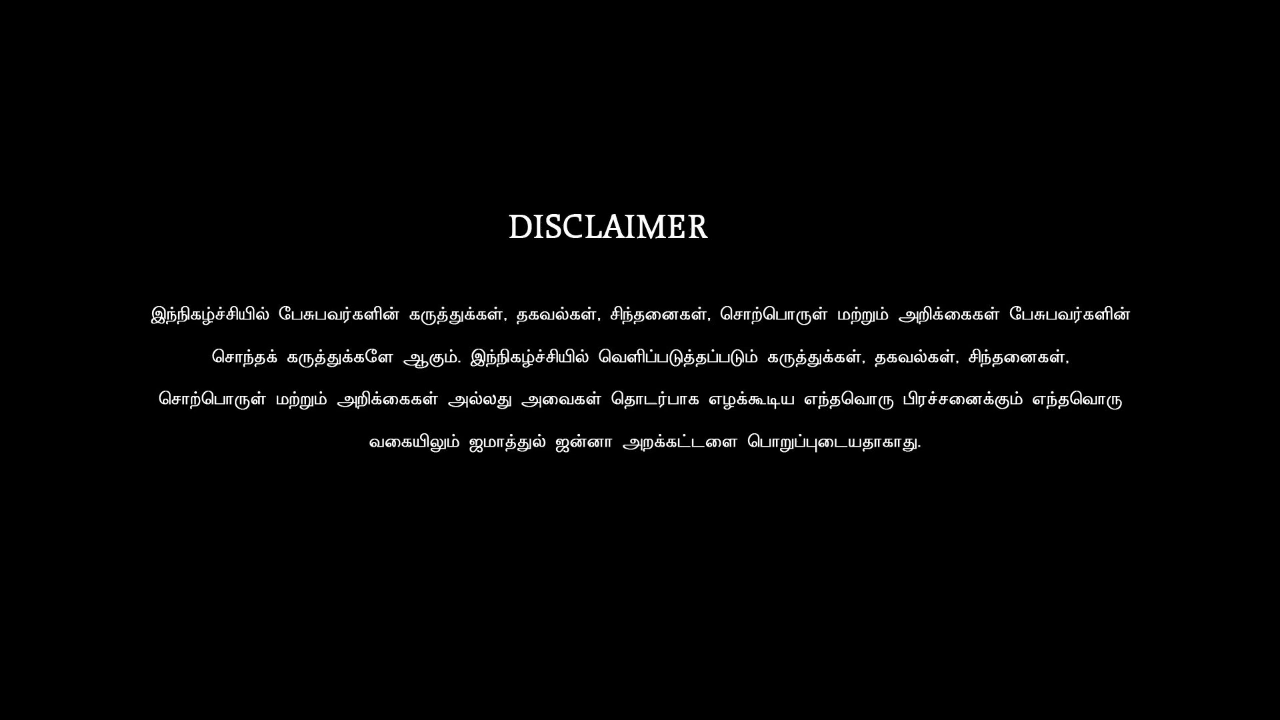 DISCLAIMER
இந்நிகழ்ச்சியில் பேசுபவர்களின் கருத்துக்கள், தகவல்கள், சிந்தனைகள், சொற்பொருள் மற்றும் அறிக்கைகள் பேசுபவர்களின்
சொந்தக் கருத்துக்களே ஆகும். இந்நிகழ்ச்சியில் வெளிப்படுத்தப்படும் கருத்துக்கள், தகவல்கள், சிந்தனைகள்,
சொற்பொருள் மற்றும் அறிக்கைகள் அல்லது அவைகள் தொடர்பாக எழக்கூடிய எந்தவொரு பிரச்சனைக்கும் எந்தவொரு
வகையிலும் ஜமாத்துல் ஜன்னா அறக்கட்டளை பொறுப்புடையதாகாது.